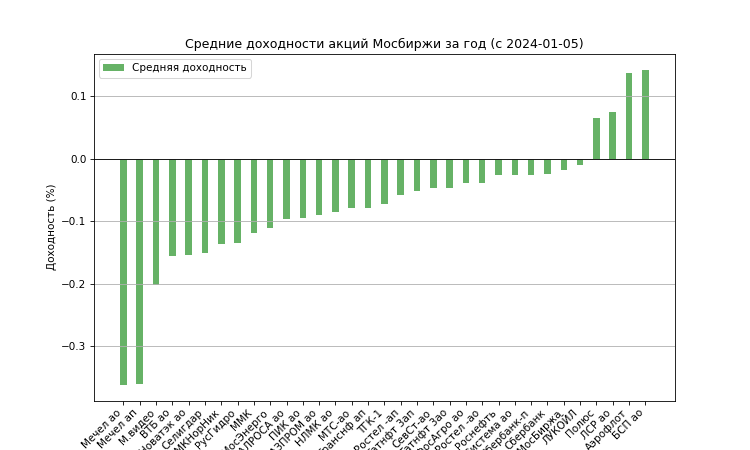 Средние доходности акций Мосбиржи за год (с 2024-01-05)
Средняя доходность
Доходность (%)
0.1
0.0
−0.1
−0.2
−0.3
Мечел ао
Мечел ап
М.видео
ВТБ ао
Новатэк ао
Селигдар
ГМКНорНик
РусГидро
ММК
МосЭнерго
АЛРОСА ао
ПИК ао
ГАЗПРОМ ао
НЛМК ао
МТС-ао
Транснф ап
ТГК-1
Ростел -ап
Татнфт 3ап
СевСт-ао
Татнфт 3ао
РосАгро ао
Ростел -ао
Роснефть
Система ао
Сбербанк-п
Сбербанк
МосБиржа
ЛУКОЙЛ
Полюс
ЛСР ао
Аэрофлот
БСП ао